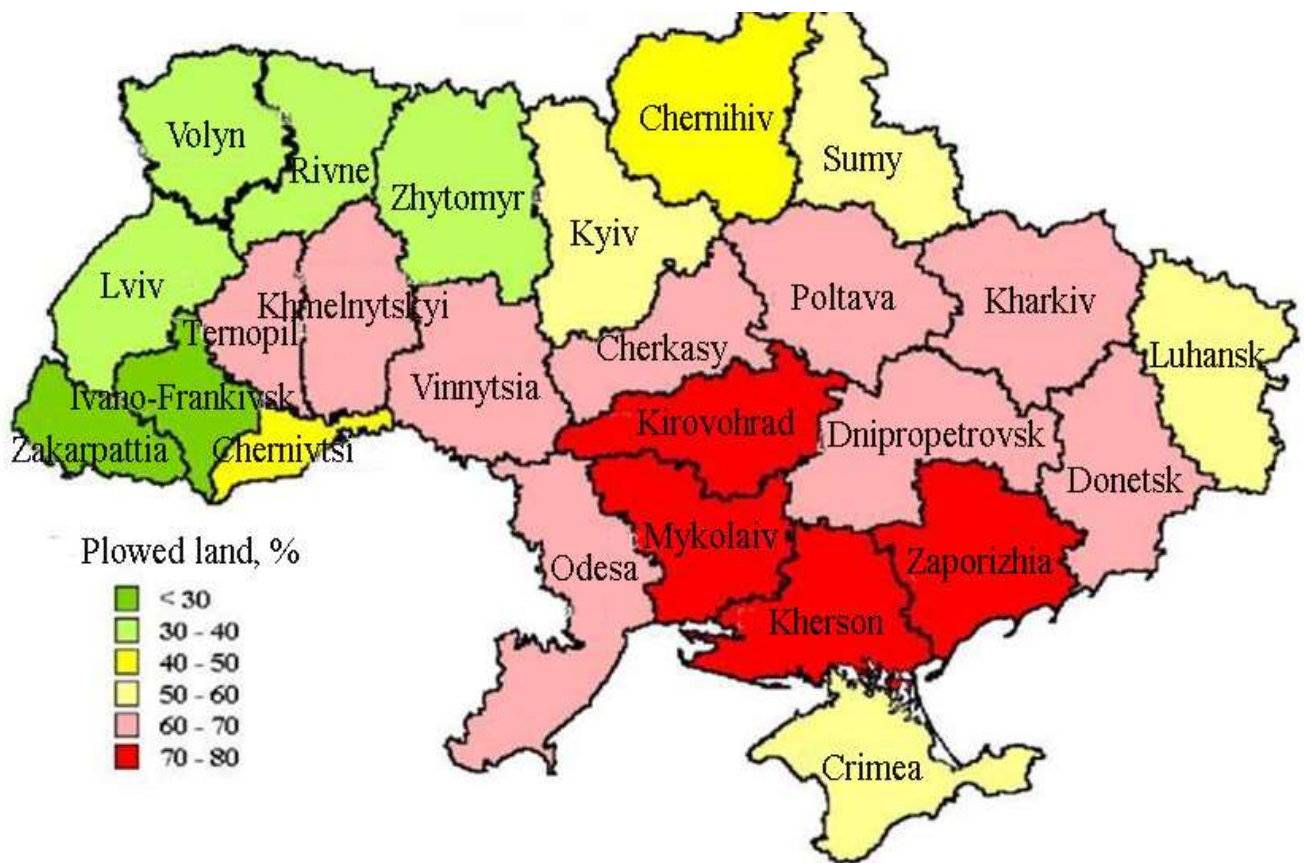 Chernihiv
Volyn
Sumy
Rivne
Zhytomyr
Kyiv
Lviv
Khmelnytskyi
Poltava
Kharkiv
Ternopil
Cherkasy
Luhansk
Vinnytsia
Ivano-Frankivsk
Kirovohrad
Zakarpattia
Chernivtsi
Dnipropetrovsk
Donetsk
Mykolaiv
Zaporizhia
Odesa
Kherson
Crimea
Plowed land, %
< 30
30 - 40
40 - 50
50 - 60
60 - 70
70 - 80